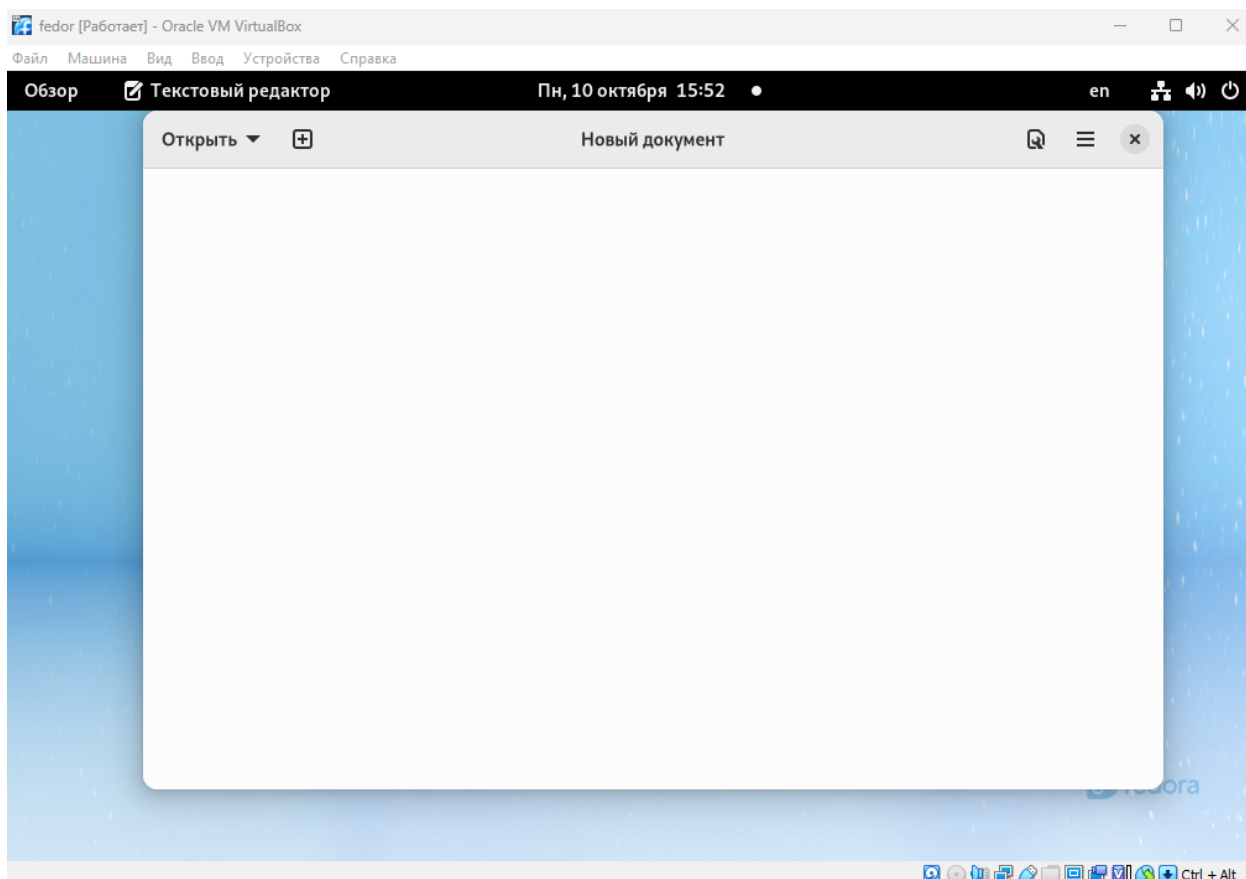 fedor [Работает] - Oracle VM VirtualBox
Файл Машина Вид Ввод Устройства Справка
Обзор Текстовый редактор Пн, 10 октября 15:52 en
Открыть Новый документ
Ctrl + Alt